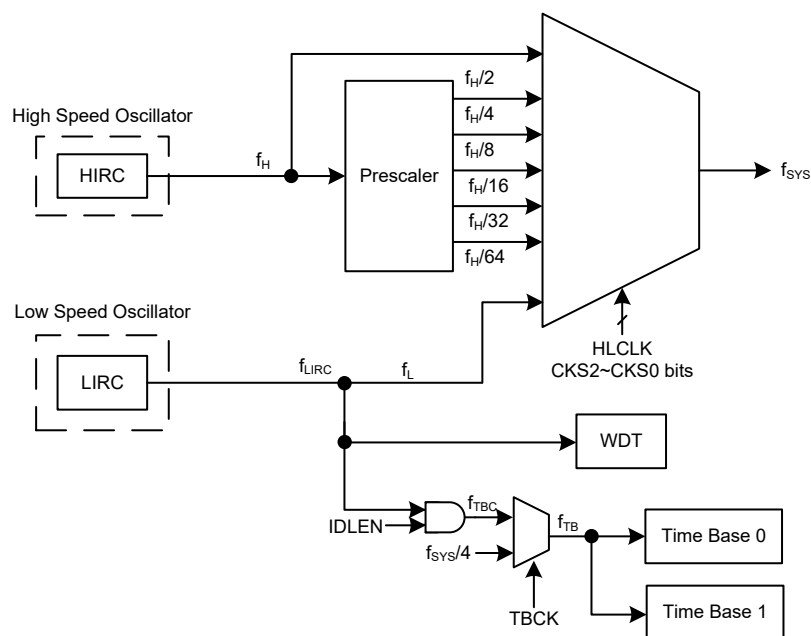 High Speed Oscillator
HIRC
fH
Prescaler
fH/2
fH/4
fH/8
fH/16
fH/32
fH/64
fSYS
HLCLK
CKS2~CKS0 bits
Low Speed Oscillator
LIRC
fLIRC
fL
WDT
IDLEN
fTBC
fSYS/4
fTB
TBCK
Time Base 0
Time Base 1